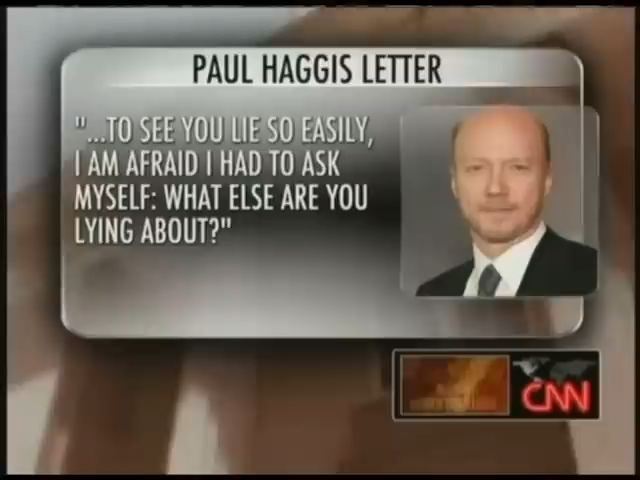 PAUL HAGGIS LETTER
"...TO SEE YOU LIE SO EASILY,
I AM AFRAID I HAD TO ASK
MYSELF: WHAT ELSE ARE YOU
LYING ABOUT?"
CNN